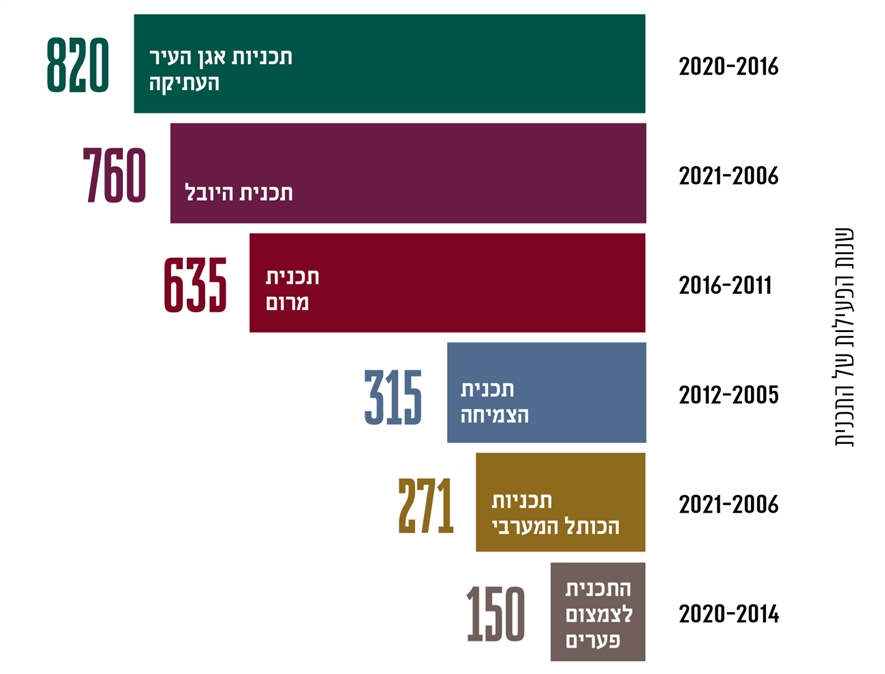 2020-2016
תכניות אגן העיר
העתיקה
820
2021-2006
תכנית היובל
760
2016-2011
תכנית
מרום
635
2012-2005
תכנית
הצמיחה
315
2021-2006
תכניות
הכותל המערבי
271
2020-2014
התכנית
לצמצום
פערים
150
שנות הפעילות של התכנית